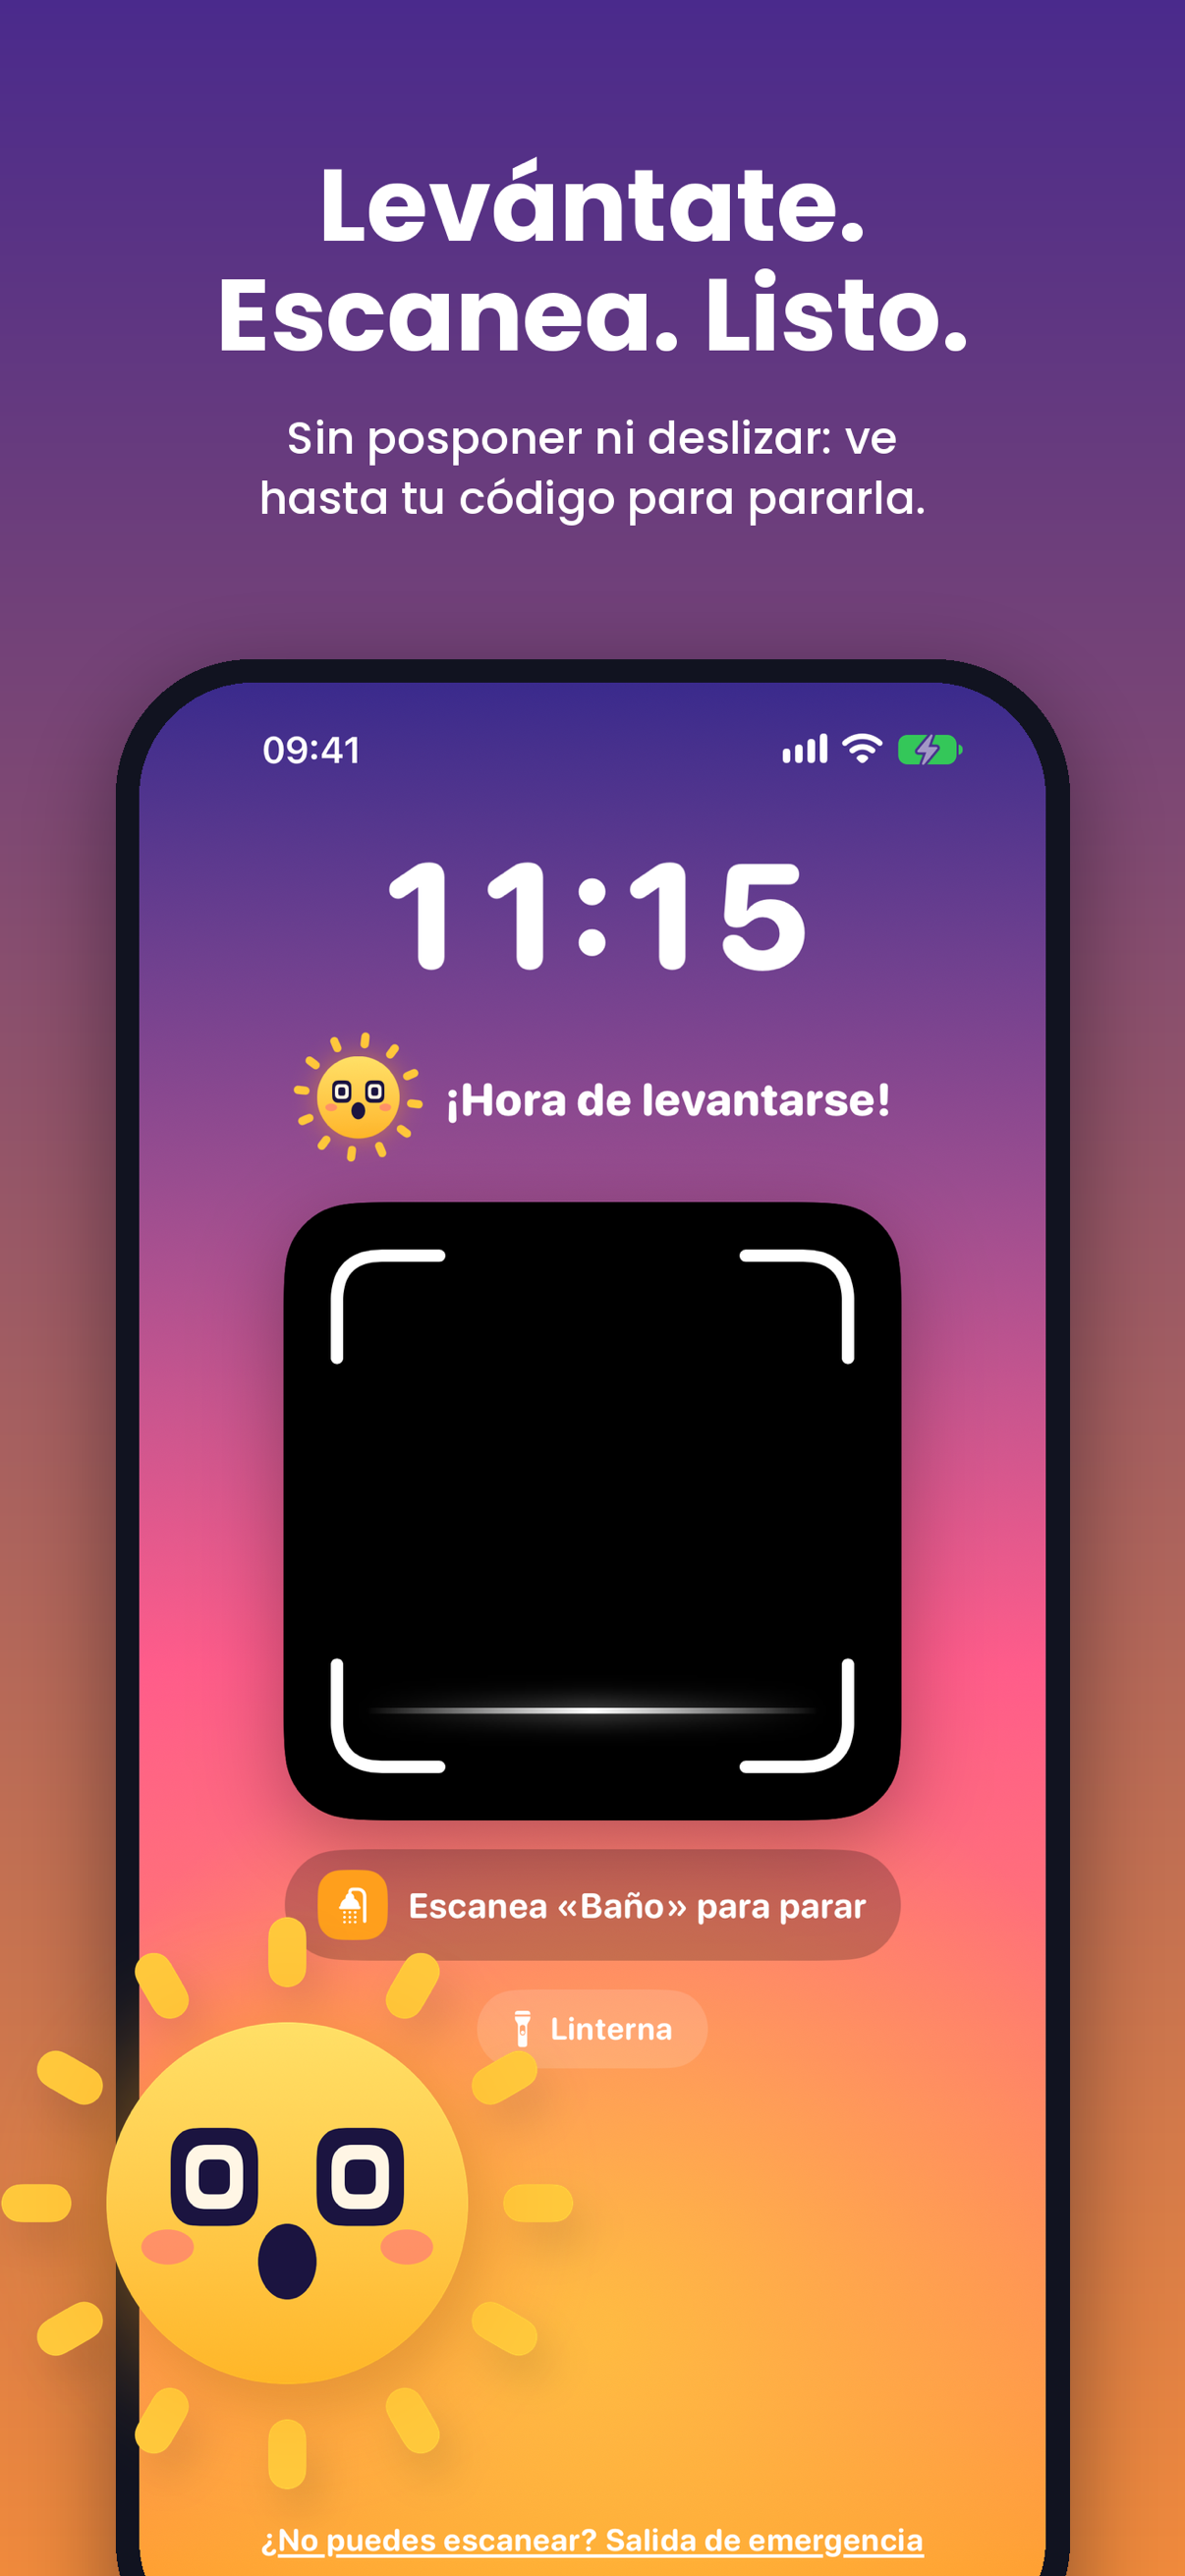 Levántate.
Escanea. Listo.
Sin posponer ni deslizar: ve
hasta tu código para pararla.
09:41
11:15
¡Hora de levantarse!
Escanea «Baño» para parar
Linterna
¿No puedes escanear? Salida de emergencia